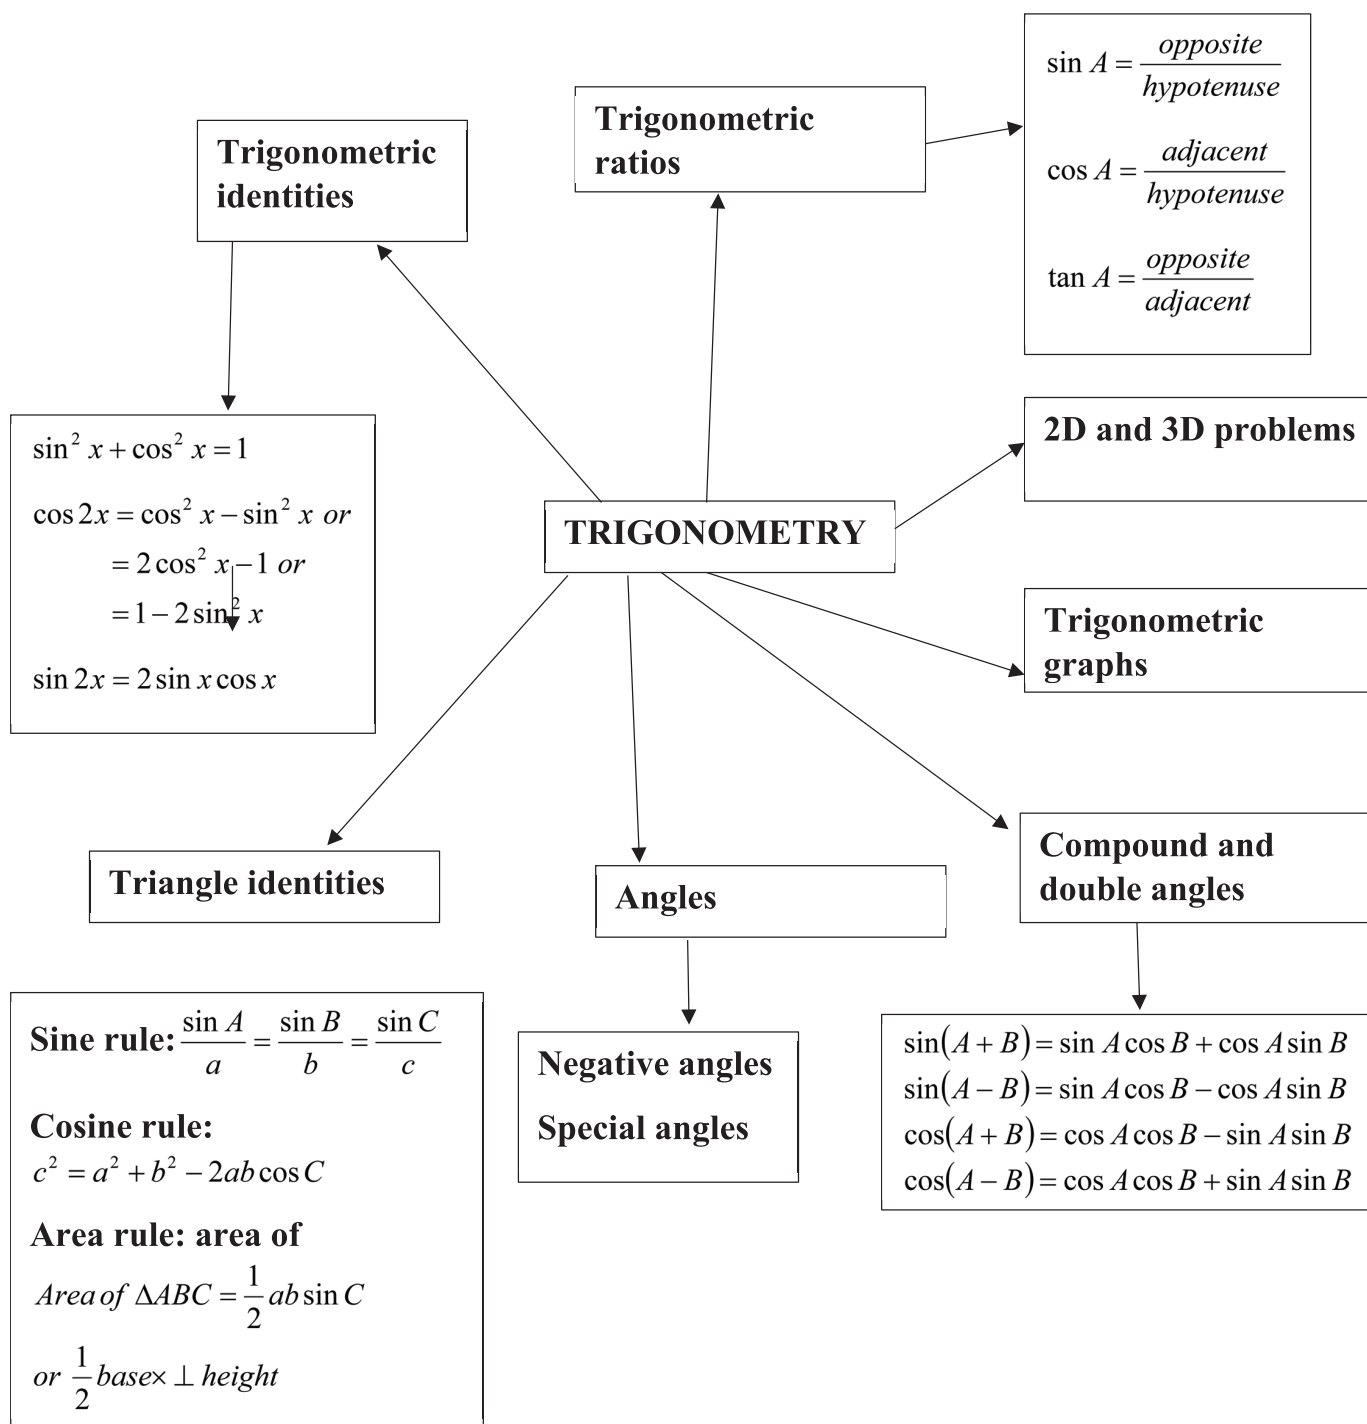 Trigonometric
identities
Trigonometric
ratios
sin A = opposite / hypotenuse
cos A = adjacent / hypotenuse
tan A = opposite / adjacent
sin² x + cos² x = 1
cos 2x = cos² x − sin² x or
= 2 cos² x − 1 or
= 1 − 2 sin² x
sin 2x = 2 sin x cos x
TRIGONOMETRY
2D and 3D problems
Trigonometric
graphs
Triangle identities
Angles
Compound and
double angles
Sine rule: sin A / a = sin B / b = sin C / c
Cosine rule:
c² = a² + b² − 2ab cos C
Area rule: area of
Area of ΔABC = 1/2 ab sin C
or 1/2 base× ⊥ height
Negative angles
Special angles
sin(A + B) = sin A cos B + cos A sin B
sin(A − B) = sin A cos B − cos A sin B
cos(A + B) = cos A cos B − sin A sin B
cos(A − B) = cos A cos B + sin A sin B